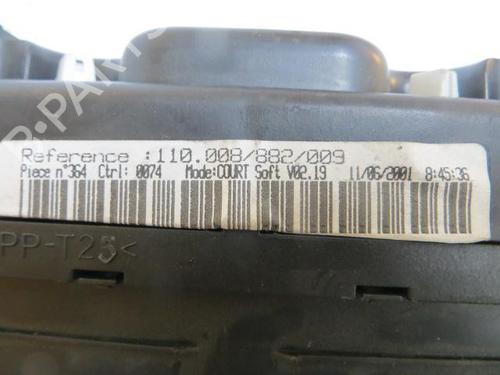 Reference :110.008/882/009
Piece n°364 Ctrl: 0074 Mode:COURT Soft V02.19 11/06/2001 8:45:36
PP-T25<